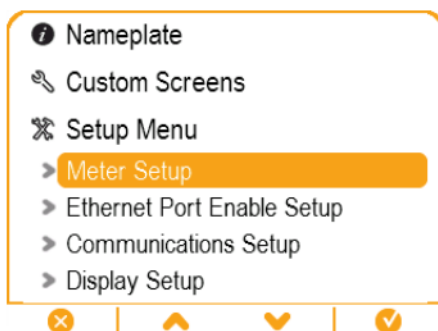 Nameplate
Custom Screens
Setup Menu
Meter Setup
Ethernet Port Enable Setup
Communications Setup
Display Setup